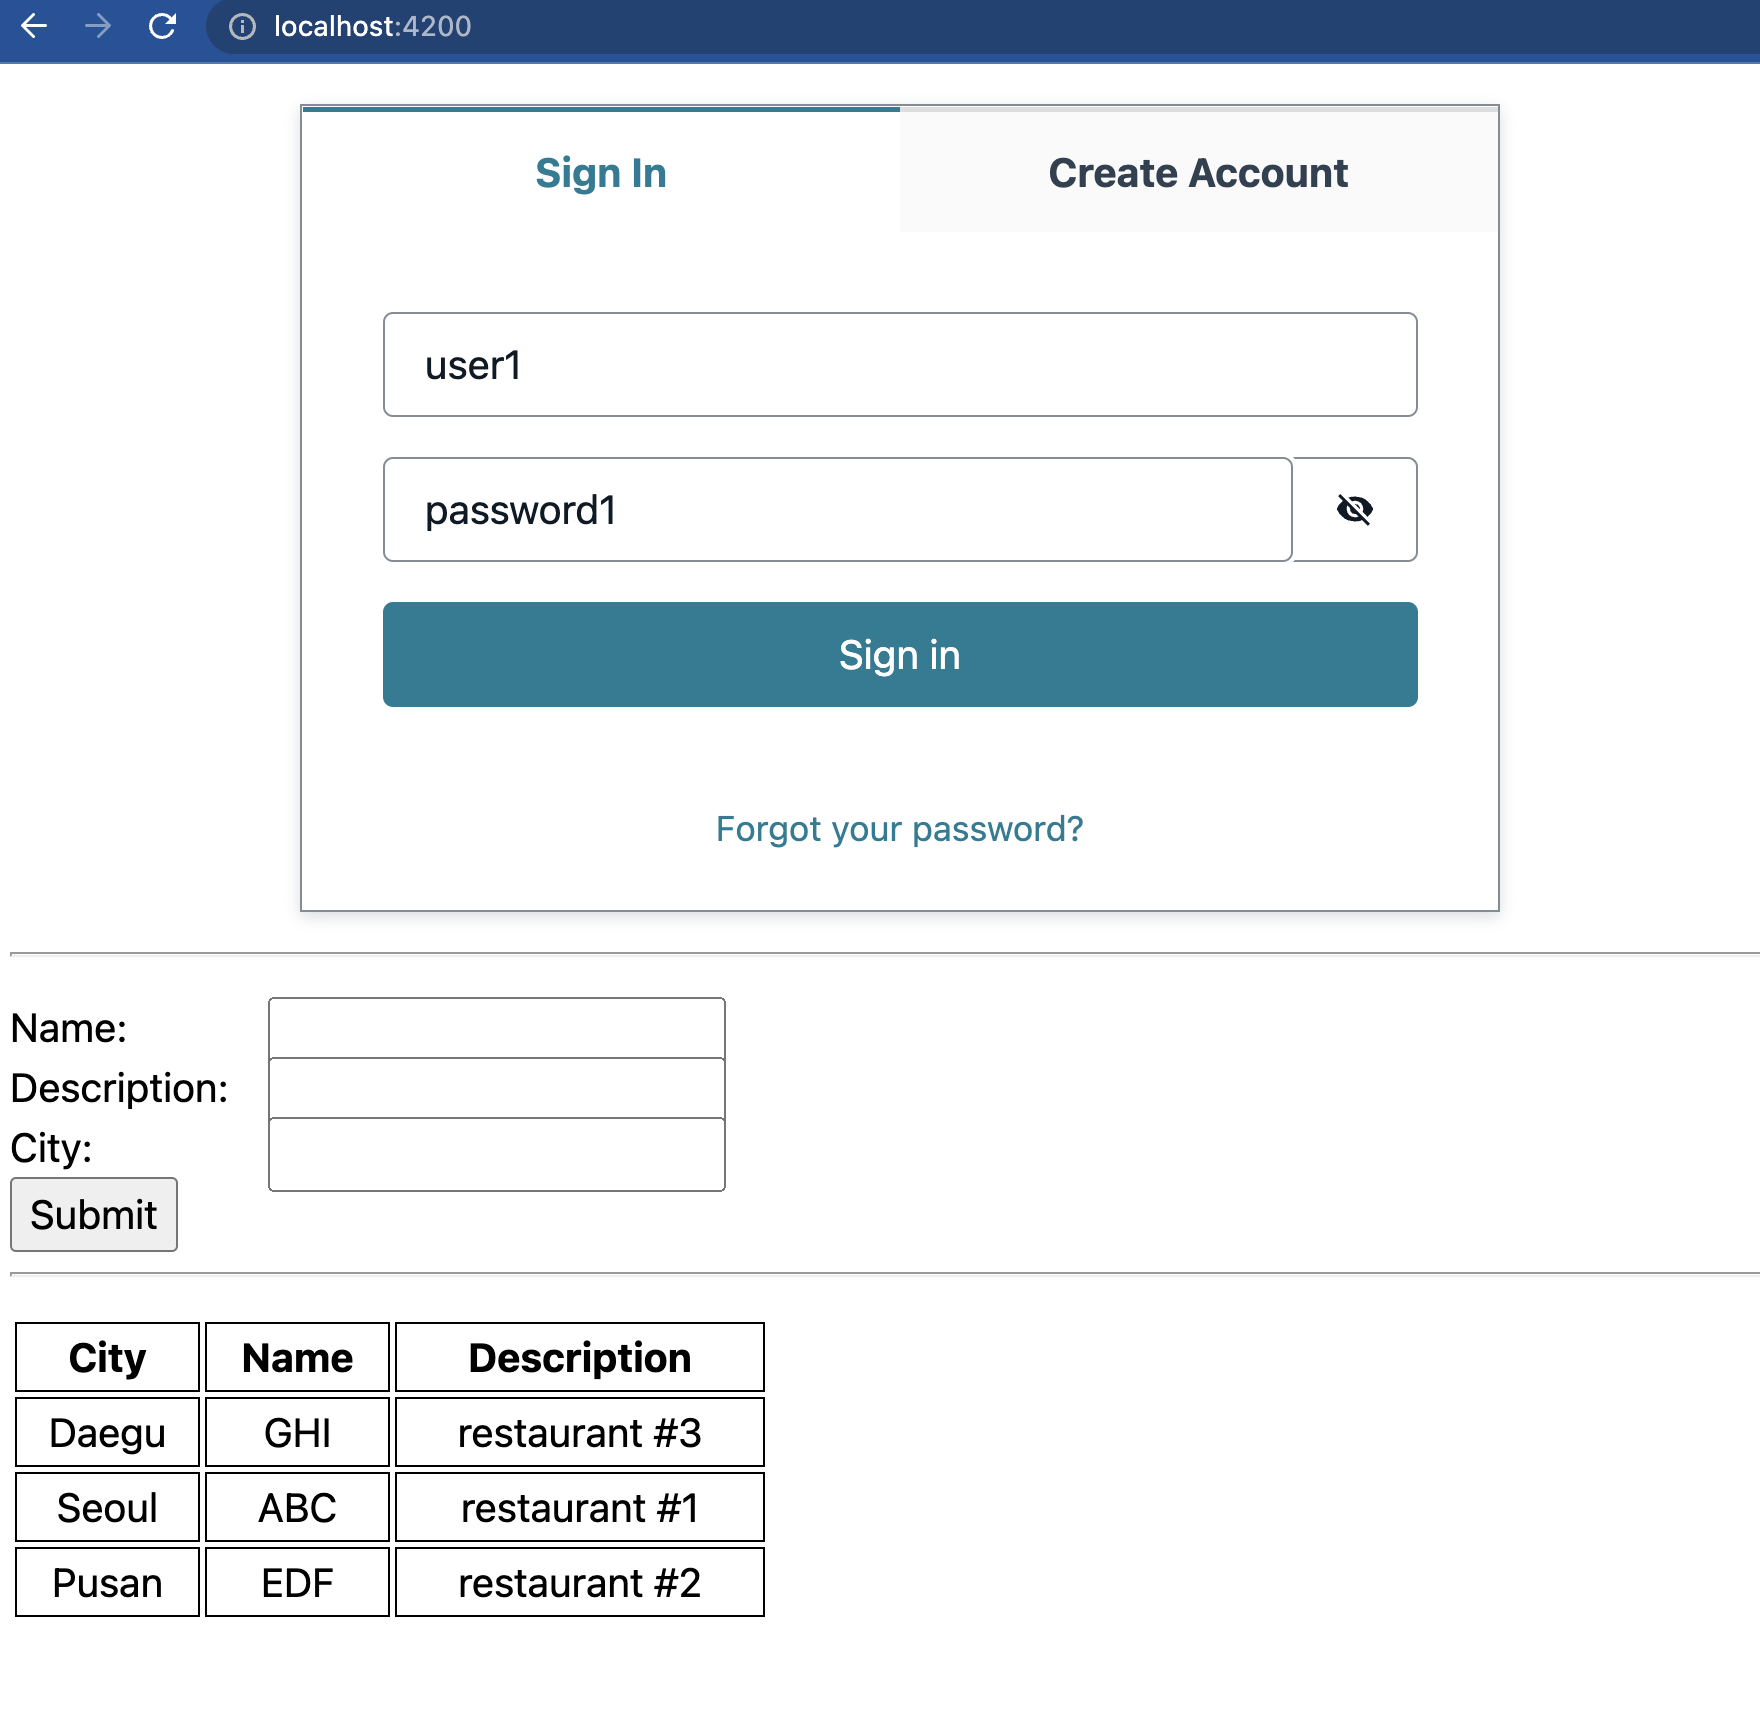 localhost:4200
Sign In Create Account
user1
password1
Sign in
Forgot your password?
Name:
Description:
City:
Submit
City Name Description
Daegu GHI restaurant #3
Seoul ABC restaurant #1
Pusan EDF restaurant #2